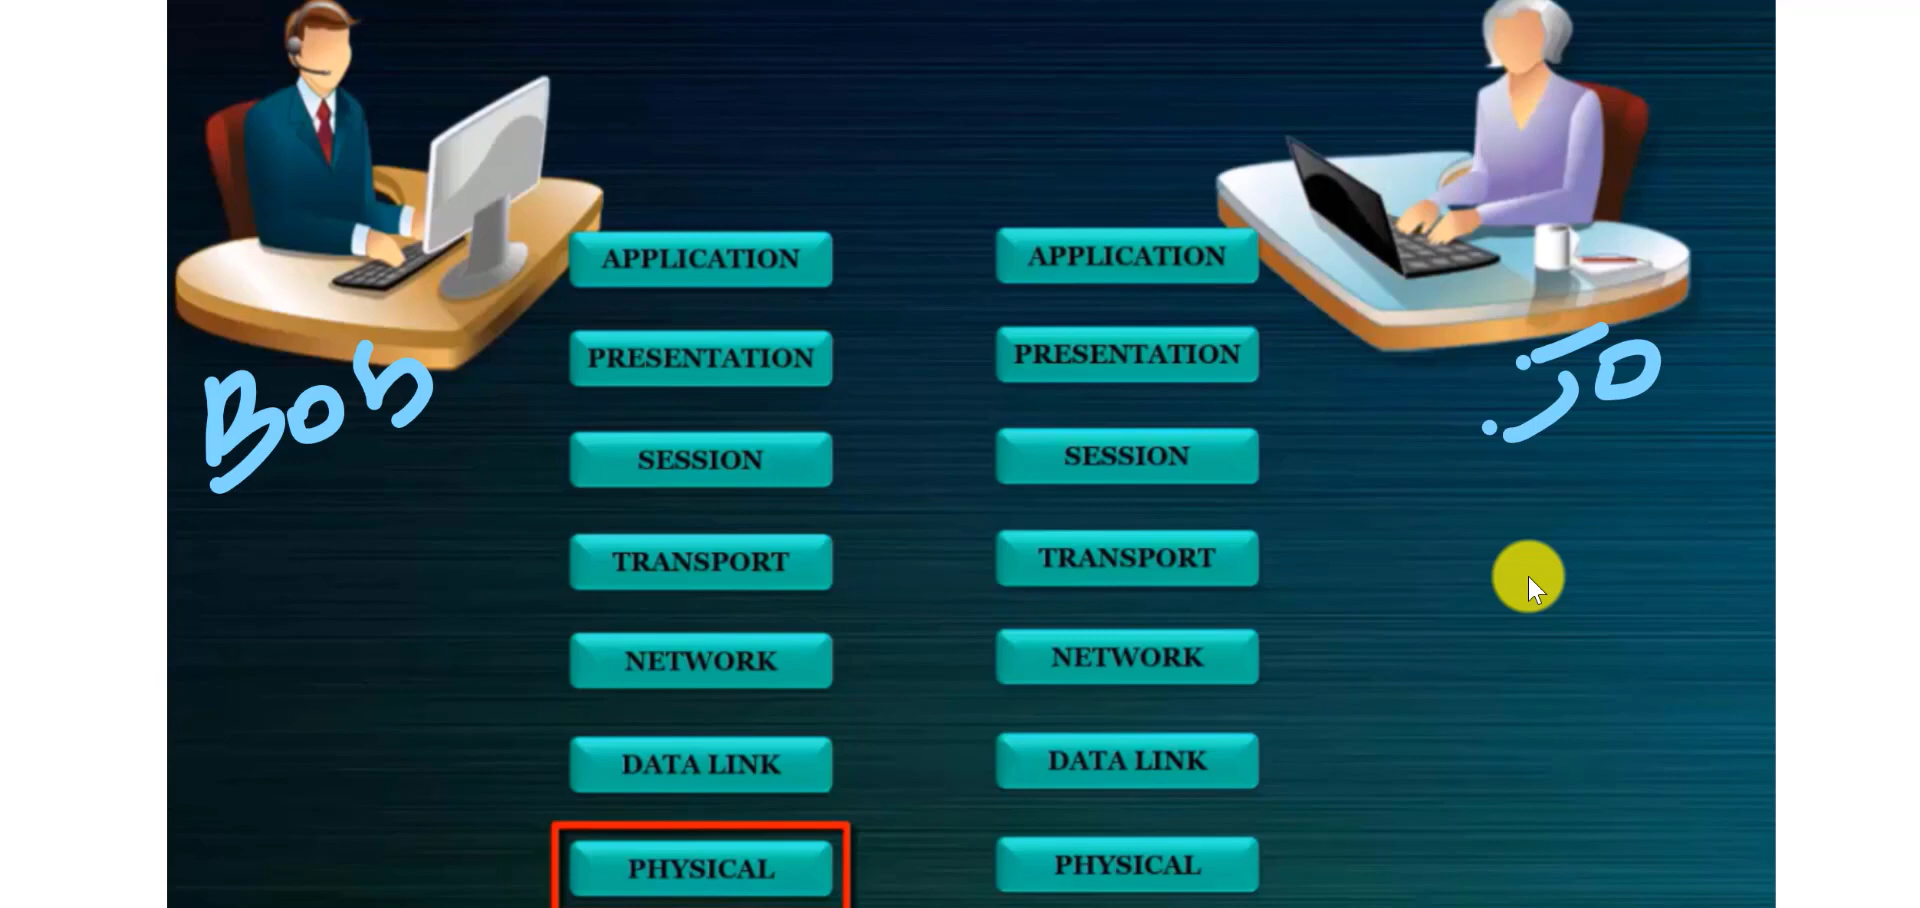 APPLICATION APPLICATION
PRESENTATION PRESENTATION
Bob Jo
SESSION SESSION
TRANSPORT TRANSPORT
NETWORK NETWORK
DATA LINK DATA LINK
PHYSICAL PHYSICAL